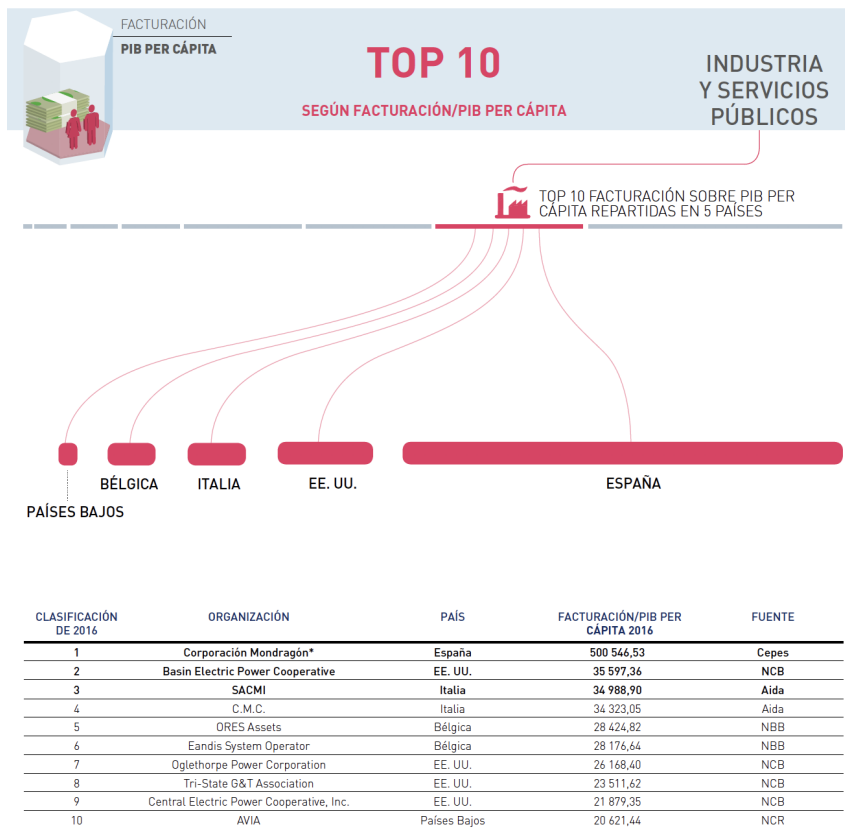 FACTURACIÓN
PIB PER CÁPITA
TOP 10
SEGÚN FACTURACIÓN/PIB PER CÁPITA
INDUSTRIA
Y SERVICIOS
PÚBLICOS
TOP 10 FACTURACIÓN SOBRE PIB PER
CÁPITA REPARTIDAS EN 5 PAÍSES
PAÍSES BAJOS
BÉLGICA
ITALIA
EE. UU.
ESPAÑA
CLASIFICACIÓN DE 2016 ORGANIZACIÓN PAÍS FACTURACIÓN/PIB PER CÁPITA 2016 FUENTE
1 Corporación Mondragón* España 500 546,53 Cepes
2 Basin Electric Power Cooperative EE. UU. 35 597,36 NCB
3 SACMI Italia 34 988,90 Aida
4 C.M.C. Italia 34 323,05 Aida
5 ORES Assets Bélgica 28 424,82 NBB
6 Eandis System Operator Bélgica 28 176,64 NBB
7 Oglethorpe Power Corporation EE. UU. 26 168,40 NCB
8 Tri-State G&T Association EE. UU. 23 511,62 NCB
9 Central Electric Power Cooperative, Inc. EE. UU. 21 879,35 NCB
10 AVIA Países Bajos 20 621,44 NCR